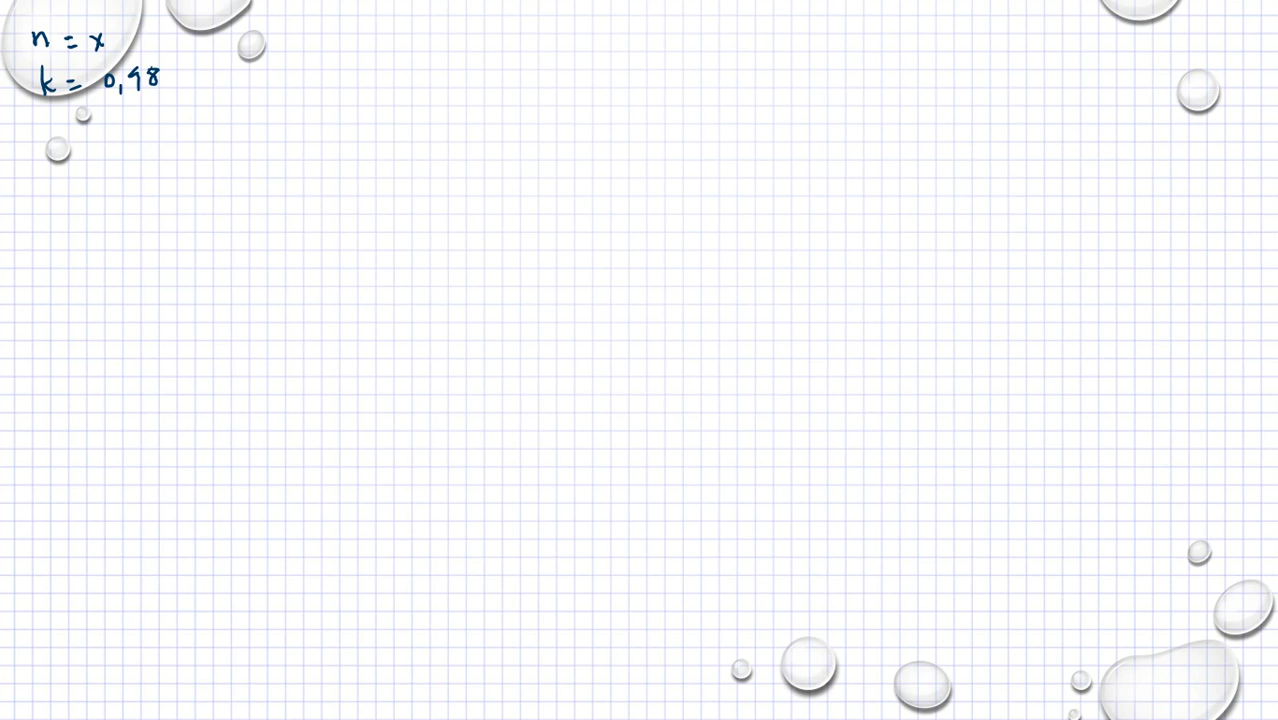 n = x
k = 0,98